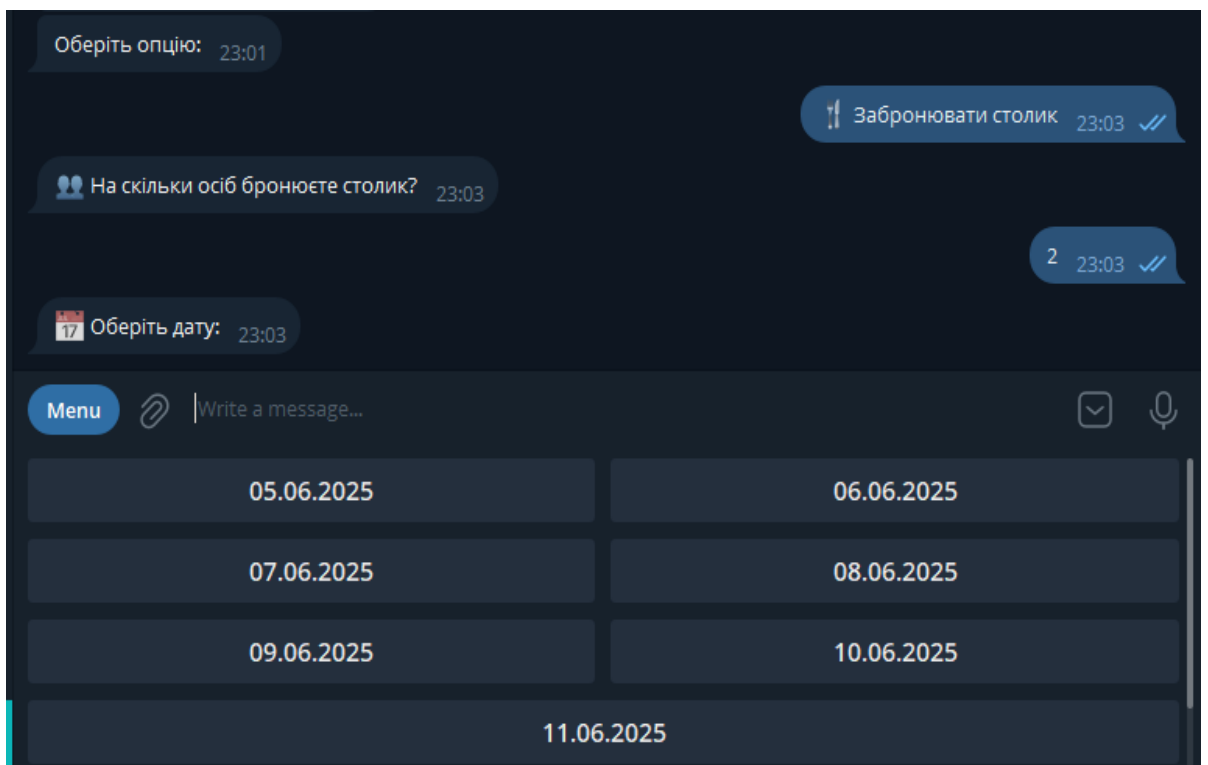 Оберіть опцію: 23:01
🍴 Забронювати столик 23:03
👥 На скільки осіб бронюєте столик? 23:03
2 23:03
📅 Оберіть дату: 23:03
Menu Write a message...
05.06.2025 06.06.2025
07.06.2025 08.06.2025
09.06.2025 10.06.2025
11.06.2025